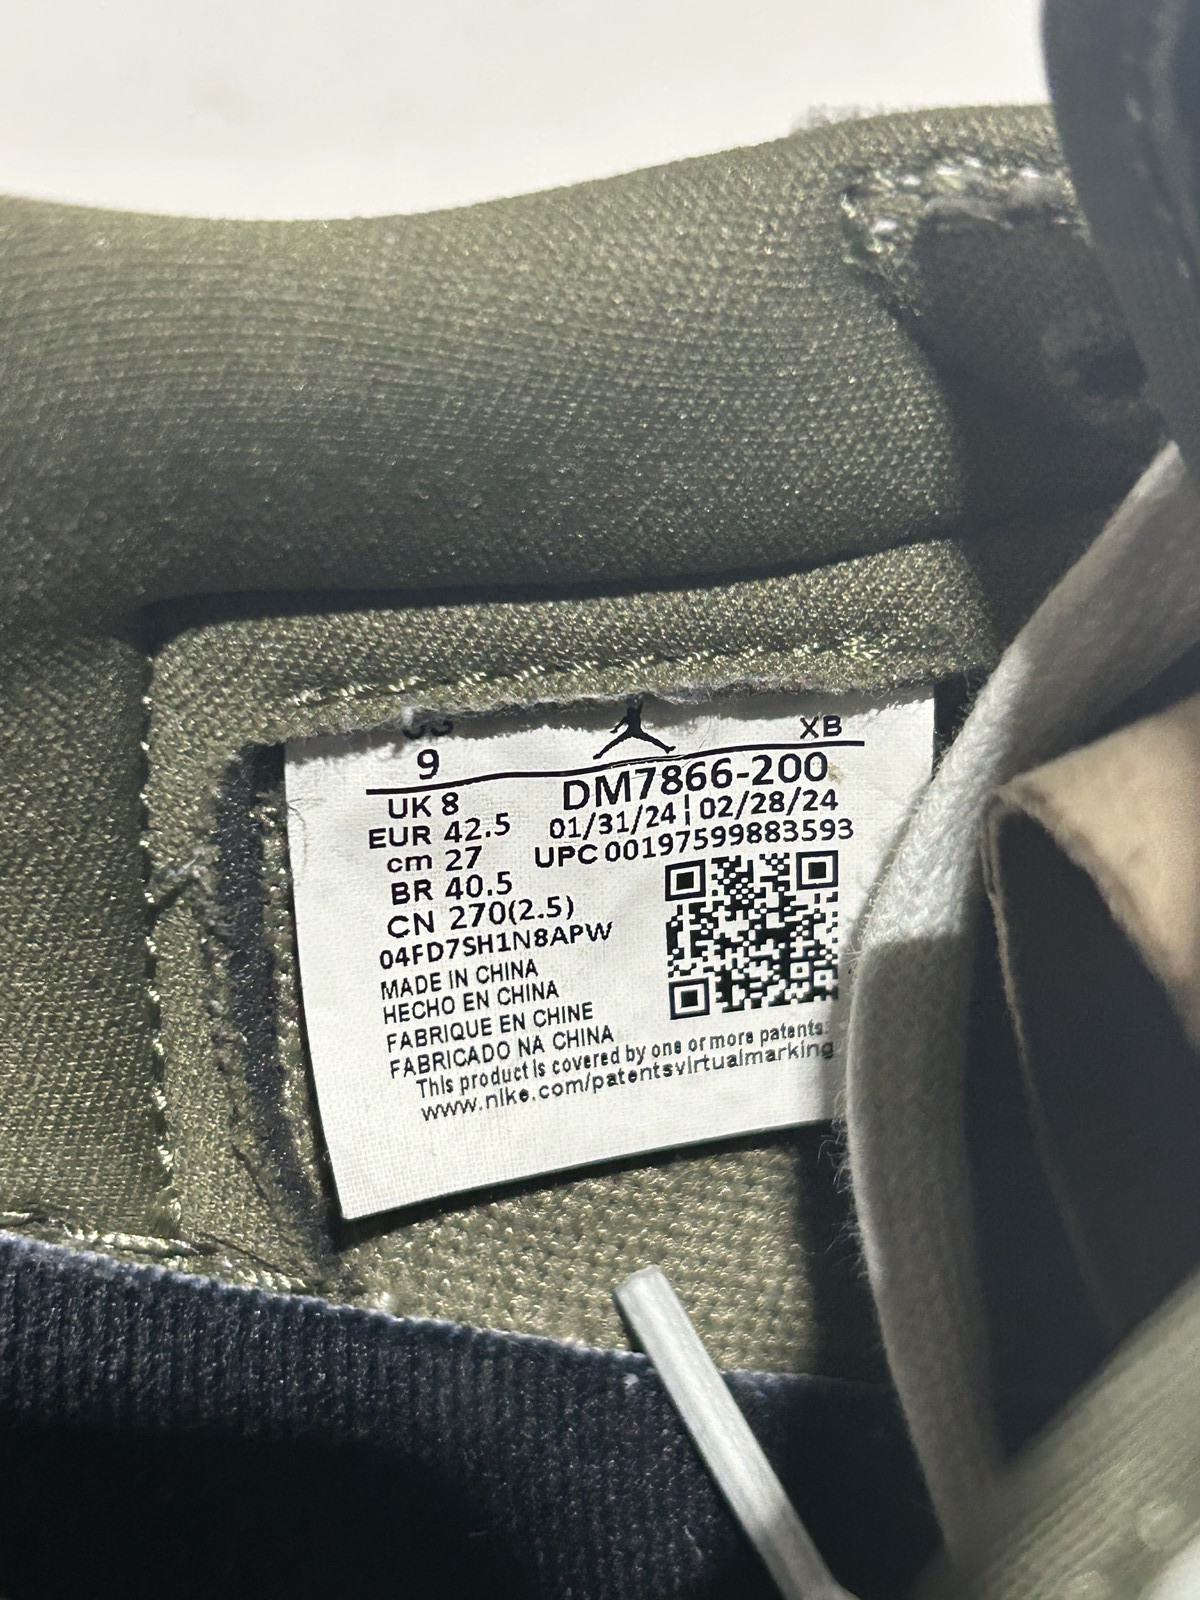 US
9
XB
UK 8
EUR 42.5
cm 27
BR 40.5
CN 270(2.5)
04FD7SH1N8APW
DM7866-200
01/31/24 | 02/28/24
UPC 00197599883593
MADE IN CHINA
HECHO EN CHINA
FABRIQUE EN CHINE
FABRICADO NA CHINA
This product is covered by one or more patents:
www.nike.com/patentsvirtualmarking